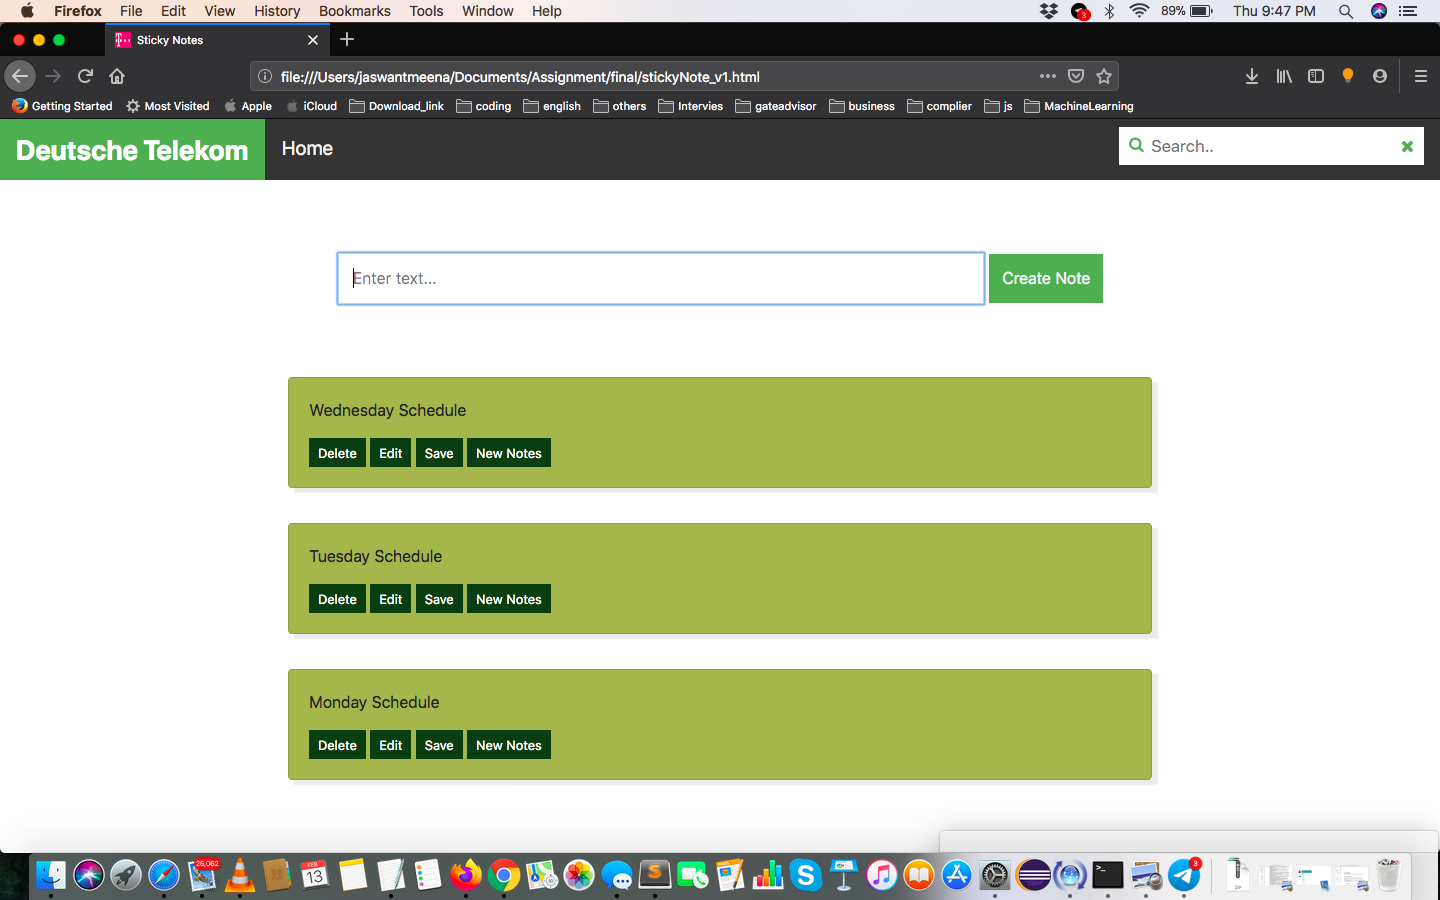 Firefox File Edit View History Bookmarks Tools Window Help 3 89% Thu 9:47 PM
Sticky Notes
file:///Users/jaswantmeena/Documents/Assignment/final/stickyNote_v1.html
Getting Started Most Visited Apple iCloud Download_link coding english others Intervies gateadvisor business complier js MachineLearning
Deutsche Telekom Home Search..
Enter text... Create Note
Wednesday Schedule
Delete Edit Save New Notes
Tuesday Schedule
Delete Edit Save New Notes
Monday Schedule
Delete Edit Save New Notes
26,062 3
FEB
13